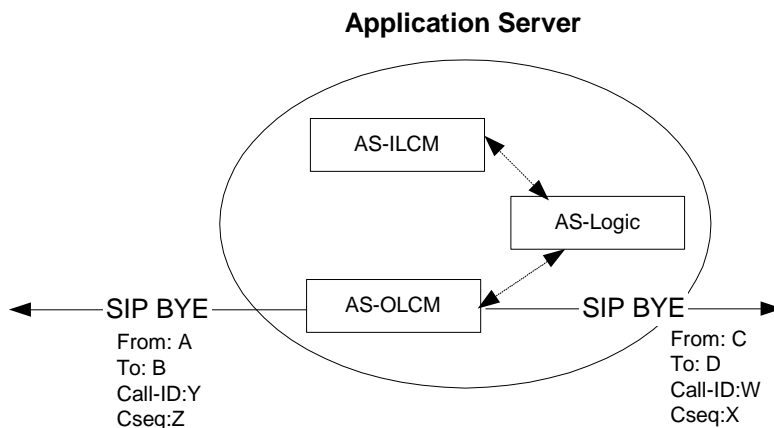 Application Server
AS-ILCM
AS-Logic
AS-OLCM
SIP BYE
From: A
To: B
Call-ID:Y
Cseq:Z
SIP BYE
From: C
To: D
Call-ID:W
Cseq:X